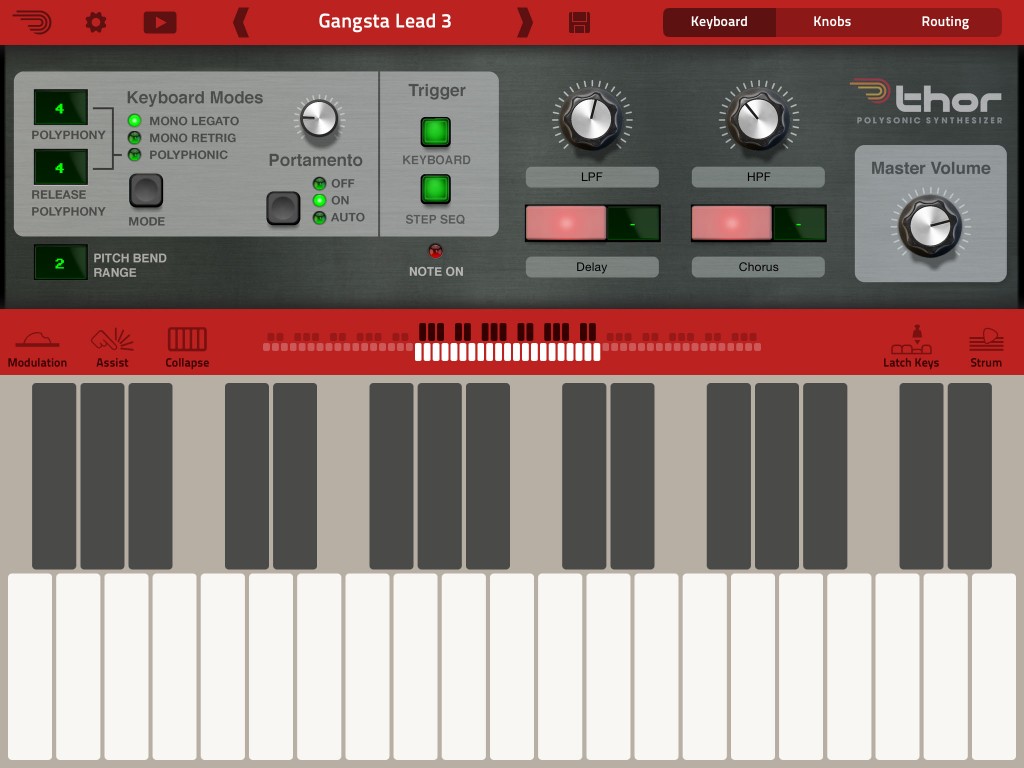 Gangsta Lead 3
Keyboard
Knobs
Routing
4
POLYPHONY
4
RELEASE
POLYPHONY
Keyboard Modes
MONO LEGATO
MONO RETRIG
POLYPHONIC
MODE
Portamento
OFF
ON
AUTO
Trigger
KEYBOARD
STEP SEQ
2
PITCH BEND
RANGE
NOTE ON
LPF
HPF
-
-
Delay
Chorus
thor
POLYSONIC SYNTHESIZER
Master Volume
Modulation
Assist
Collapse
Latch Keys
Strum